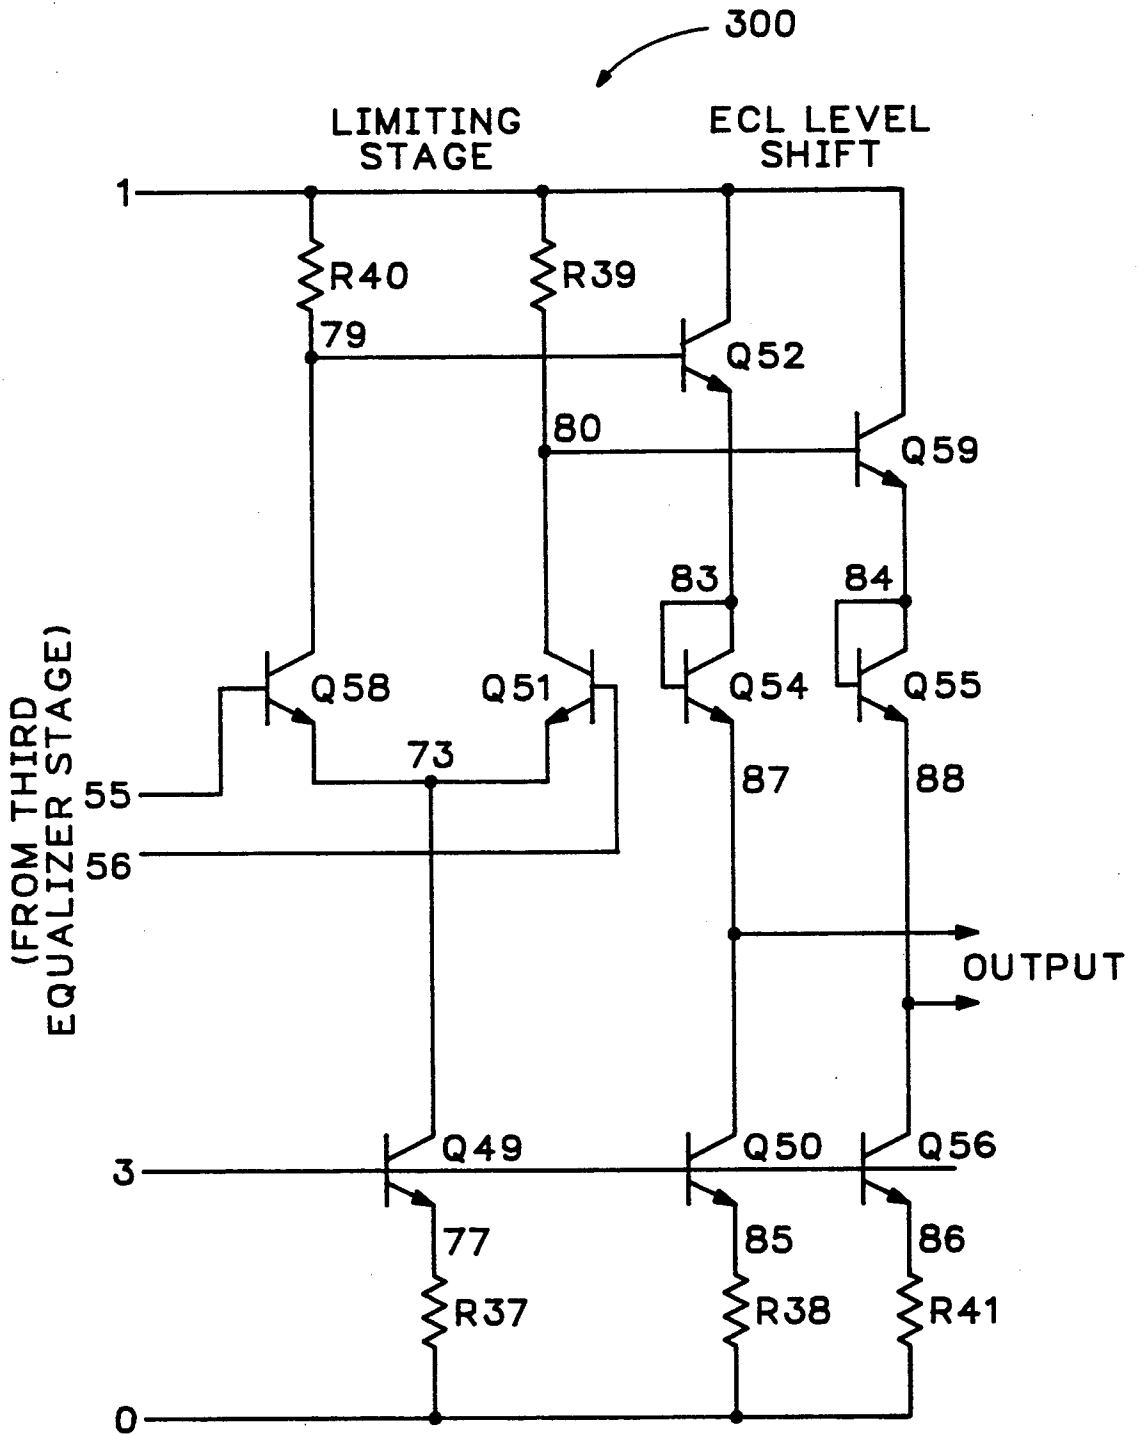 300
LIMITING
STAGE
ECL LEVEL
SHIFT
1
R40
R39
79
Q52
80
Q59
83
84
Q58
Q51
Q54
Q55
73
87
88
(FROM THIRD
EQUALIZER STAGE)
55
56
OUTPUT
3
Q49
Q50
Q56
77
85
86
R37
R38
R41
0